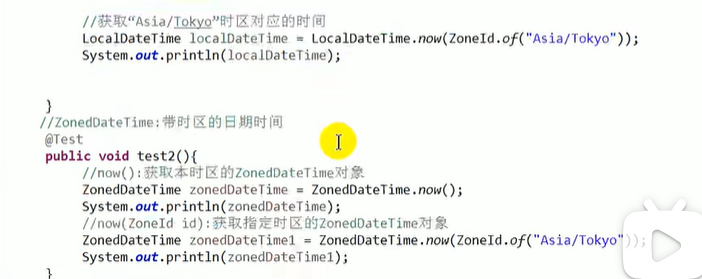 //获取“Asia/Tokyo”时区对应的时间
LocalDateTime localDateTime = LocalDateTime.now(ZoneId.of("Asia/Tokyo"));
System.out.println(localDateTime);
}
//ZonedDateTime:带时区的日期时间
@Test
public void test2(){
//now():获取本时区的ZonedDateTime对象
ZonedDateTime zonedDateTime = ZonedDateTime.now();
System.out.println(zonedDateTime);
//now(ZoneId id):获取指定时区的ZonedDateTime对象
ZonedDateTime zonedDateTime1 = ZonedDateTime.now(ZoneId.of("Asia/Tokyo"));
System.out.println(zonedDateTime1);
}